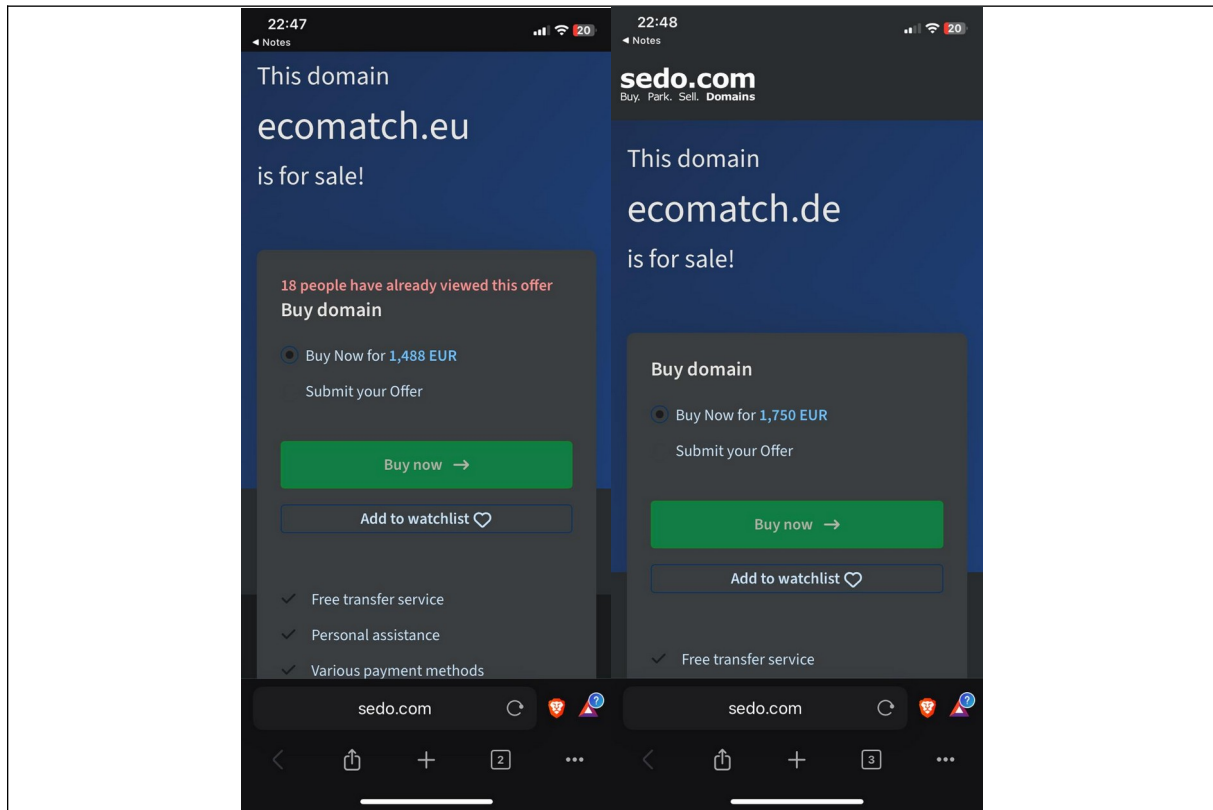 22:47
20
◀ Notes
This domain
ecomatch.eu
is for sale!
18 people have already viewed this offer
Buy domain
Buy Now for 1,488 EUR
Submit your Offer
Buy now →
Add to watchlist
Free transfer service
Personal assistance
Various payment methods
sedo.com
?
2
22:48
20
◀ Notes
sedo.com
Buy. Park. Sell. Domains
This domain
ecomatch.de
is for sale!
Buy domain
Buy Now for 1,750 EUR
Submit your Offer
Buy now →
Add to watchlist
Free transfer service
sedo.com
?
3